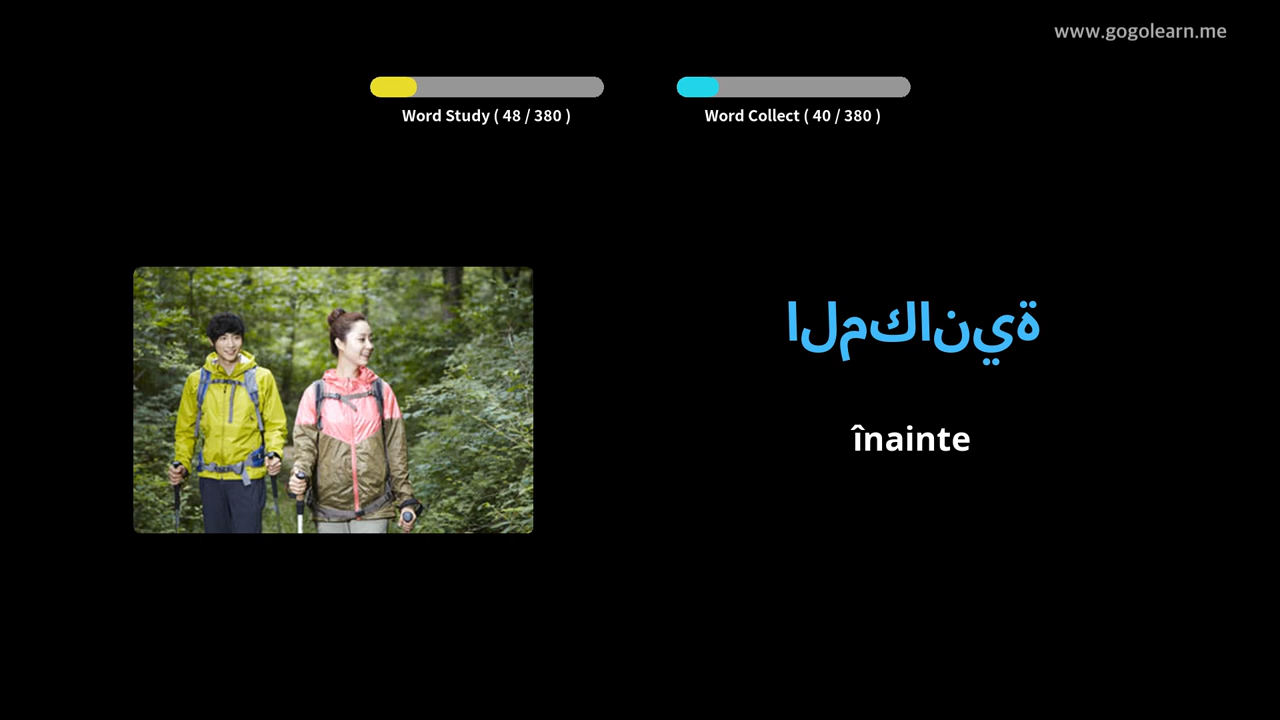 www.gogolearn.me
Word Study ( 48 / 380 )
Word Collect ( 40 / 380 )
المكانية
înainte